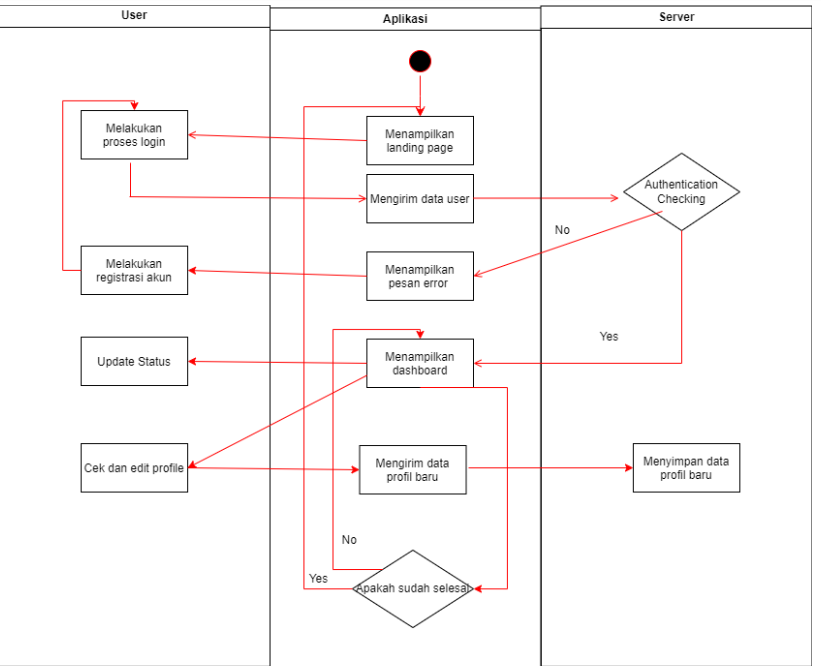 User
Aplikasi
Server
Melakukan
proses login
Menampilkan
landing page
Authentication
Checking
Mengirim data user
No
Melakukan
registrasi akun
Menampilkan
pesan error
Yes
Update Status
Menampilkan
dashboard
Cek dan edit profile
Mengirim data
profil baru
Menyimpan data
profil baru
No
Yes
Apakah sudah selesai